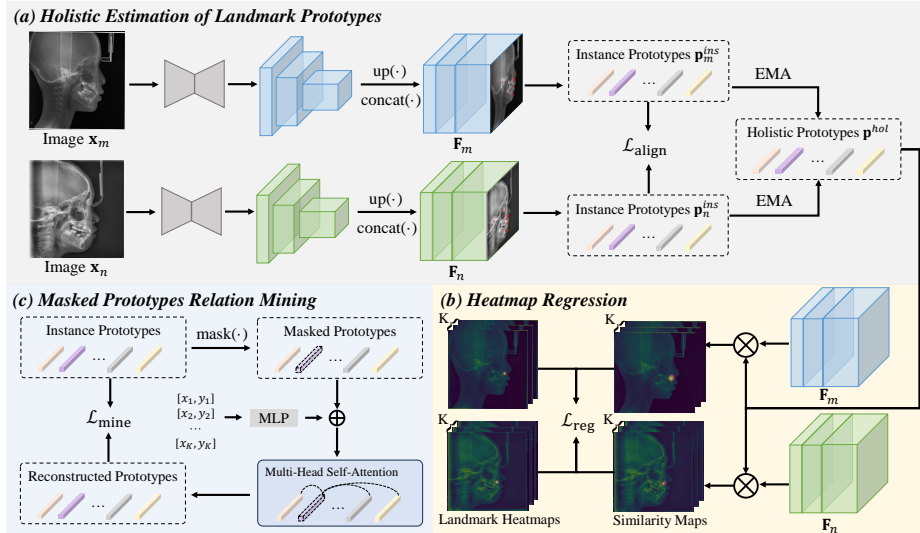 (a) Holistic Estimation of Landmark Prototypes
Image x_m
up(·)
concat(·)
F_m
Instance Prototypes p_m^{ins}
...
EMA
Image x_n
up(·)
concat(·)
F_n
L_align
Instance Prototypes p_n^{ins}
...
EMA
Holistic Prototypes p^{hol}
...
(c) Masked Prototypes Relation Mining
Instance Prototypes
...
mask(·)
Masked Prototypes
...
L_mine
[x_1, y_1]
[x_2, y_2]
...
[x_K, y_K]
MLP
Reconstructed Prototypes
...
Multi-Head Self-Attention
...
(b) Heatmap Regression
K
K
F_m
L_reg
K
K
Landmark Heatmaps
Similarity Maps
F_n